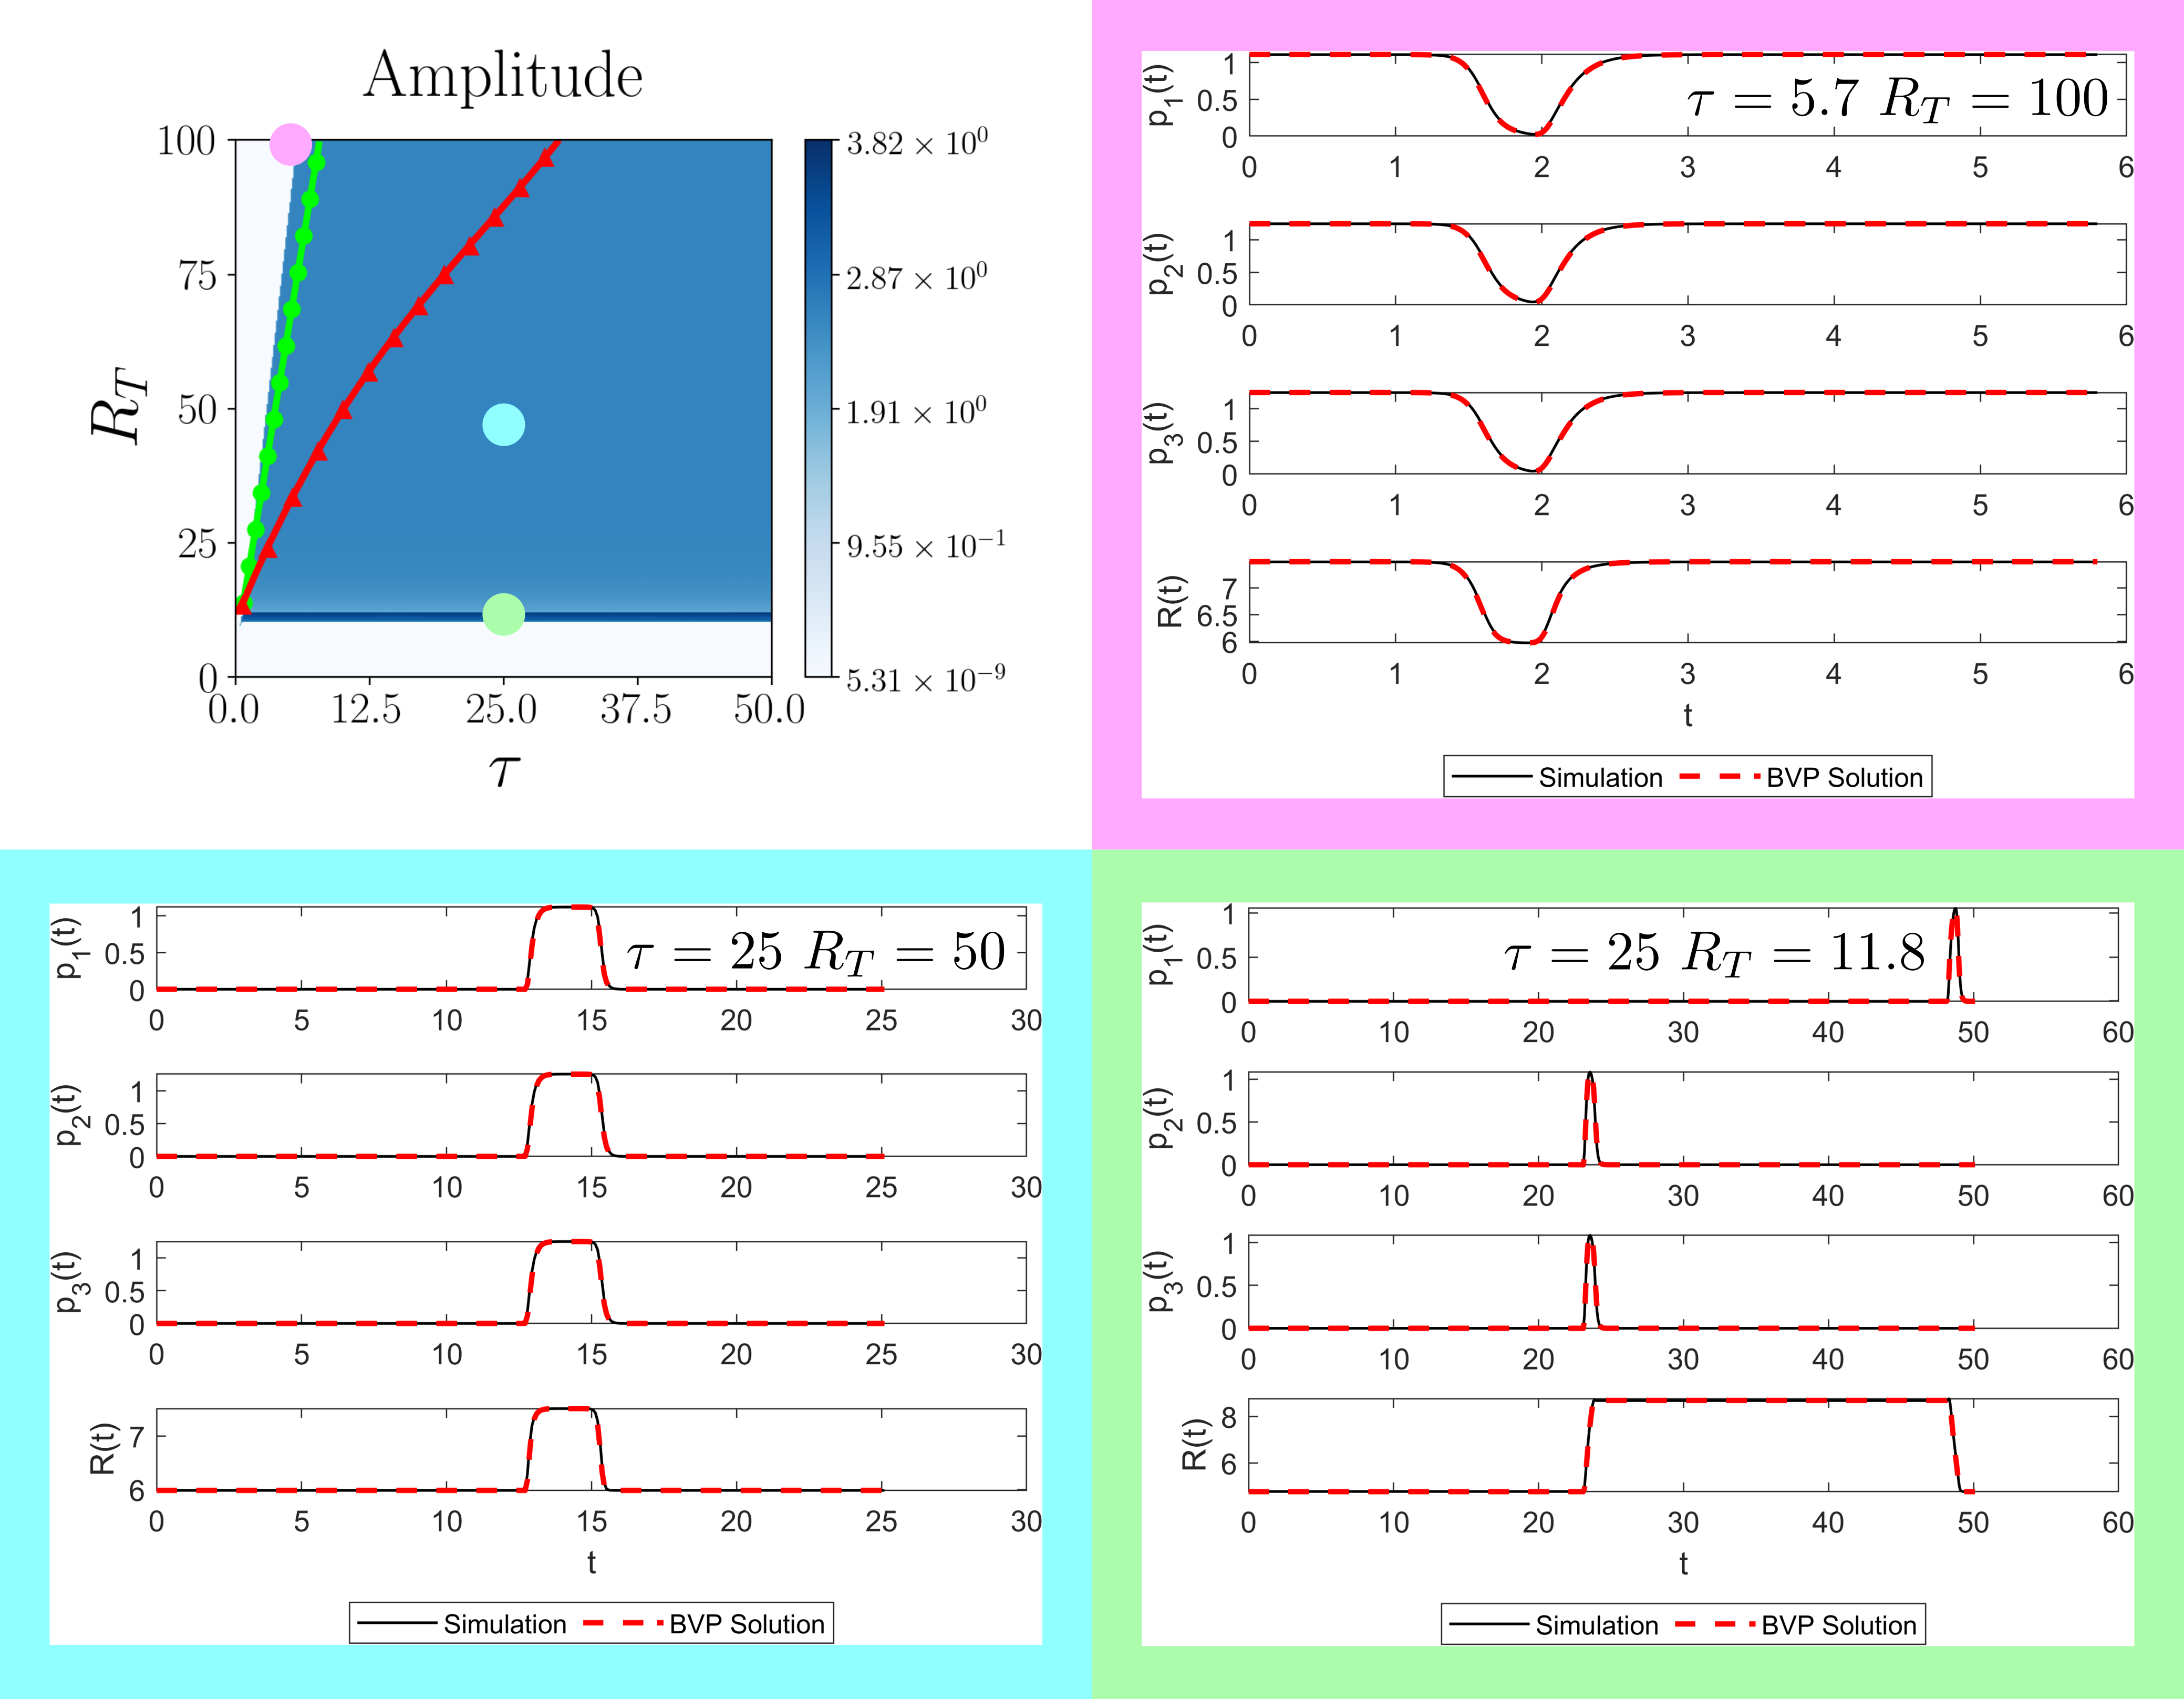 Amplitude
100
75
50
25
0
R_T
0.0 12.5 25.0 37.5 50.0
τ
3.82 × 10^0
2.87 × 10^0
1.91 × 10^0
9.55 × 10^−1
5.31 × 10^−9
τ = 5.7 R_T = 100
p_1(t)
1
0.5
0
0 1 2 3 4 5 6
p_2(t)
1
0.5
0
0 1 2 3 4 5 6
p_3(t)
1
0.5
0
0 1 2 3 4 5 6
R(t)
7
6.5
6
0 1 2 3 4 5 6
t
Simulation BVP Solution
τ = 25 R_T = 50
p_1(t)
1
0.5
0
0 5 10 15 20 25 30
p_2(t)
1
0.5
0
0 5 10 15 20 25 30
p_3(t)
1
0.5
0
0 5 10 15 20 25 30
R(t)
7
6
0 5 10 15 20 25 30
t
Simulation BVP Solution
τ = 25 R_T = 11.8
p_1(t)
1
0.5
0
0 10 20 30 40 50 60
p_2(t)
1
0.5
0
0 10 20 30 40 50 60
p_3(t)
1
0.5
0
0 10 20 30 40 50 60
R(t)
8
6
0 10 20 30 40 50 60
t
Simulation BVP Solution